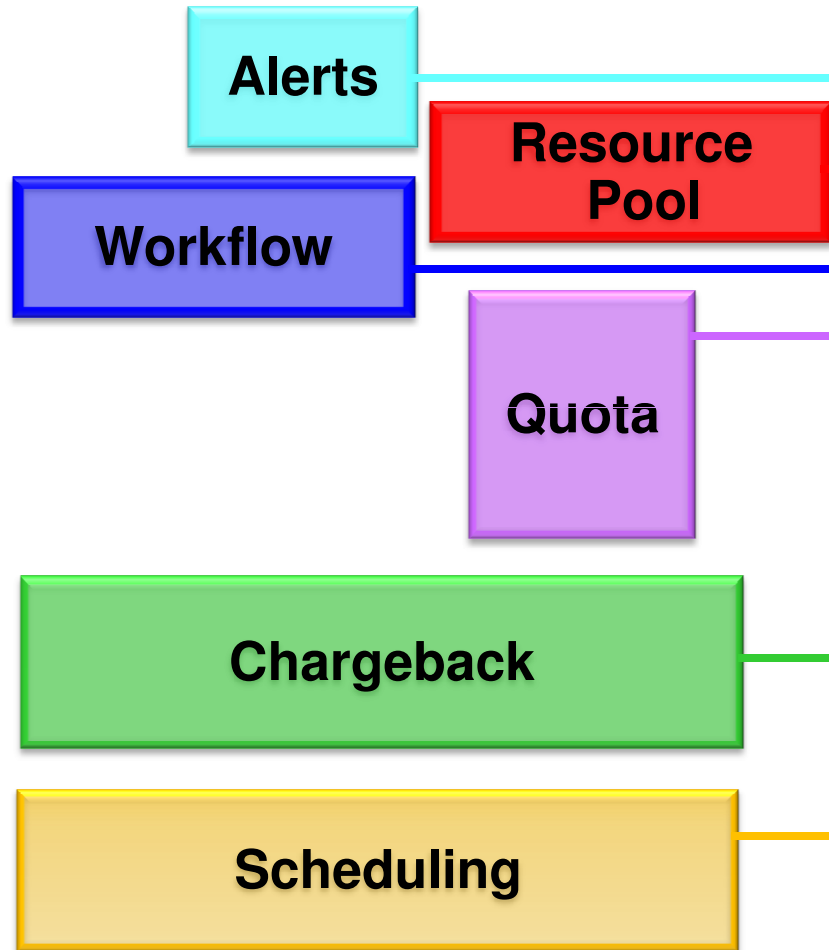 Alerts
Resource
Pool
Workflow
Quota
Chargeback
Scheduling